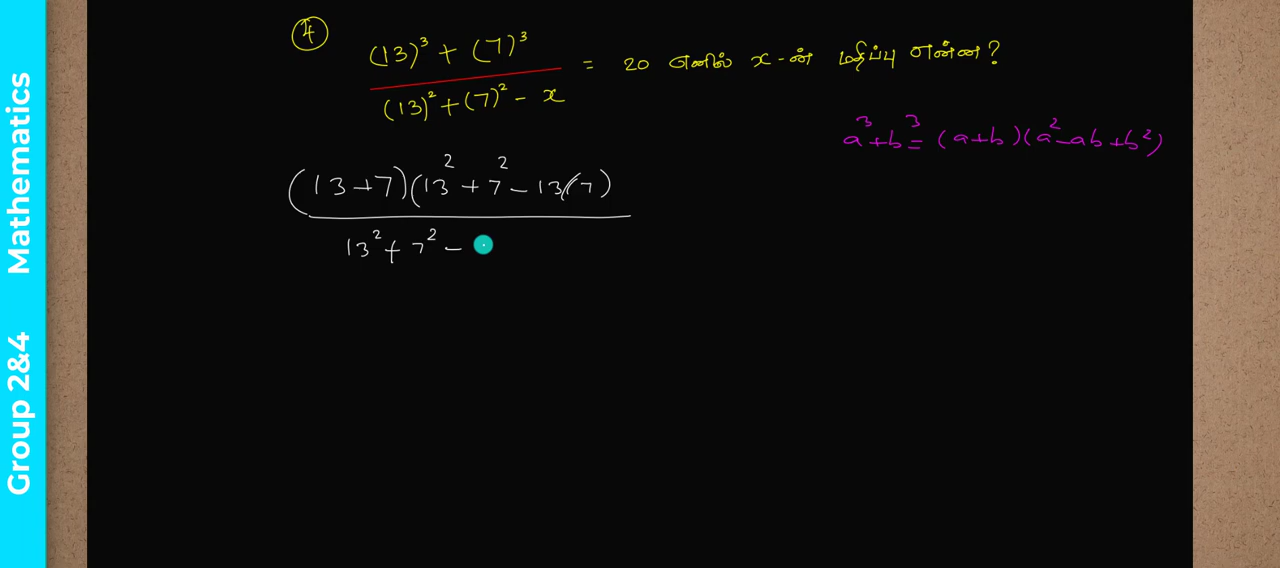 Group 2&4 Mathematics
(13)³ + (7)³
= 20 எனில் x-ன் மதிப்பு என்ன?
(13)² + (7)² - x
a³+b³ = (a+b)(a²-ab+b²)
(13+7)(13² + 7² - 13(7)
13² + 7² -